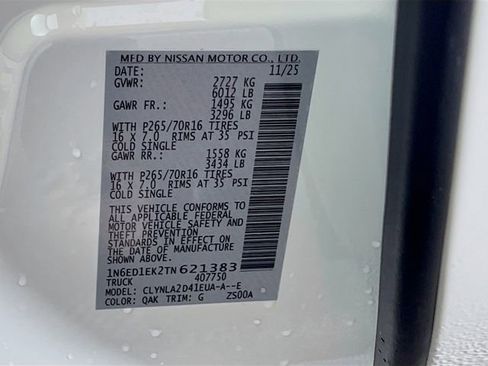 MFD BY NISSAN MOTOR CO., LTD.
DATE: 11/25
GVWR: 2727 KG
6012 LB
GAWR FR.: 1495 KG
3296 LB
WITH P265/70R16 TIRES
16 X 7.0 RIMS AT 35 PSI
COLD SINGLE
GAWR RR.: 1558 KG
3434 LB
WITH P265/70R16 TIRES
16 X 7.0 RIMS AT 35 PSI
COLD SINGLE
THIS VEHICLE CONFORMS TO
ALL APPLICABLE FEDERAL
MOTOR VEHICLE SAFETY AND
THEFT PREVENTION
STANDARDS IN EFFECT ON
THE DATE OF MANUFACTURE
SHOWN ABOVE.
1N6ED1EK2TN621383
TRUCK 407750
MODEL: CLYNLA2D41EUA-A--E
COLOR: QAK TRIM: G Z500A